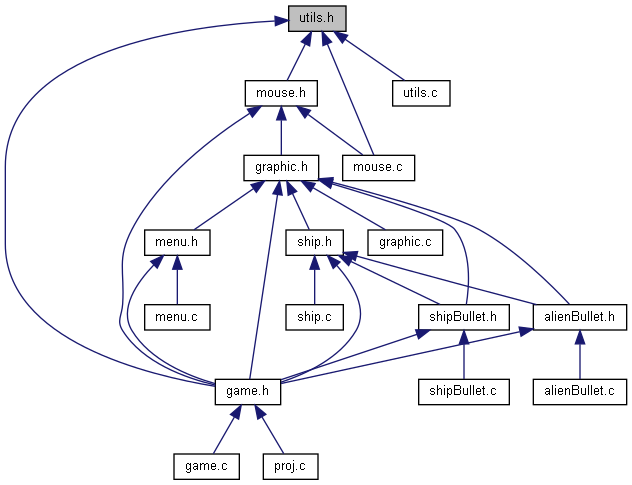 utils.h
mouse.h
utils.c
graphic.h
mouse.c
menu.h
ship.h
graphic.c
menu.c
ship.c
shipBullet.h
alienBullet.h
game.h
shipBullet.c
alienBullet.c
game.c
proj.c